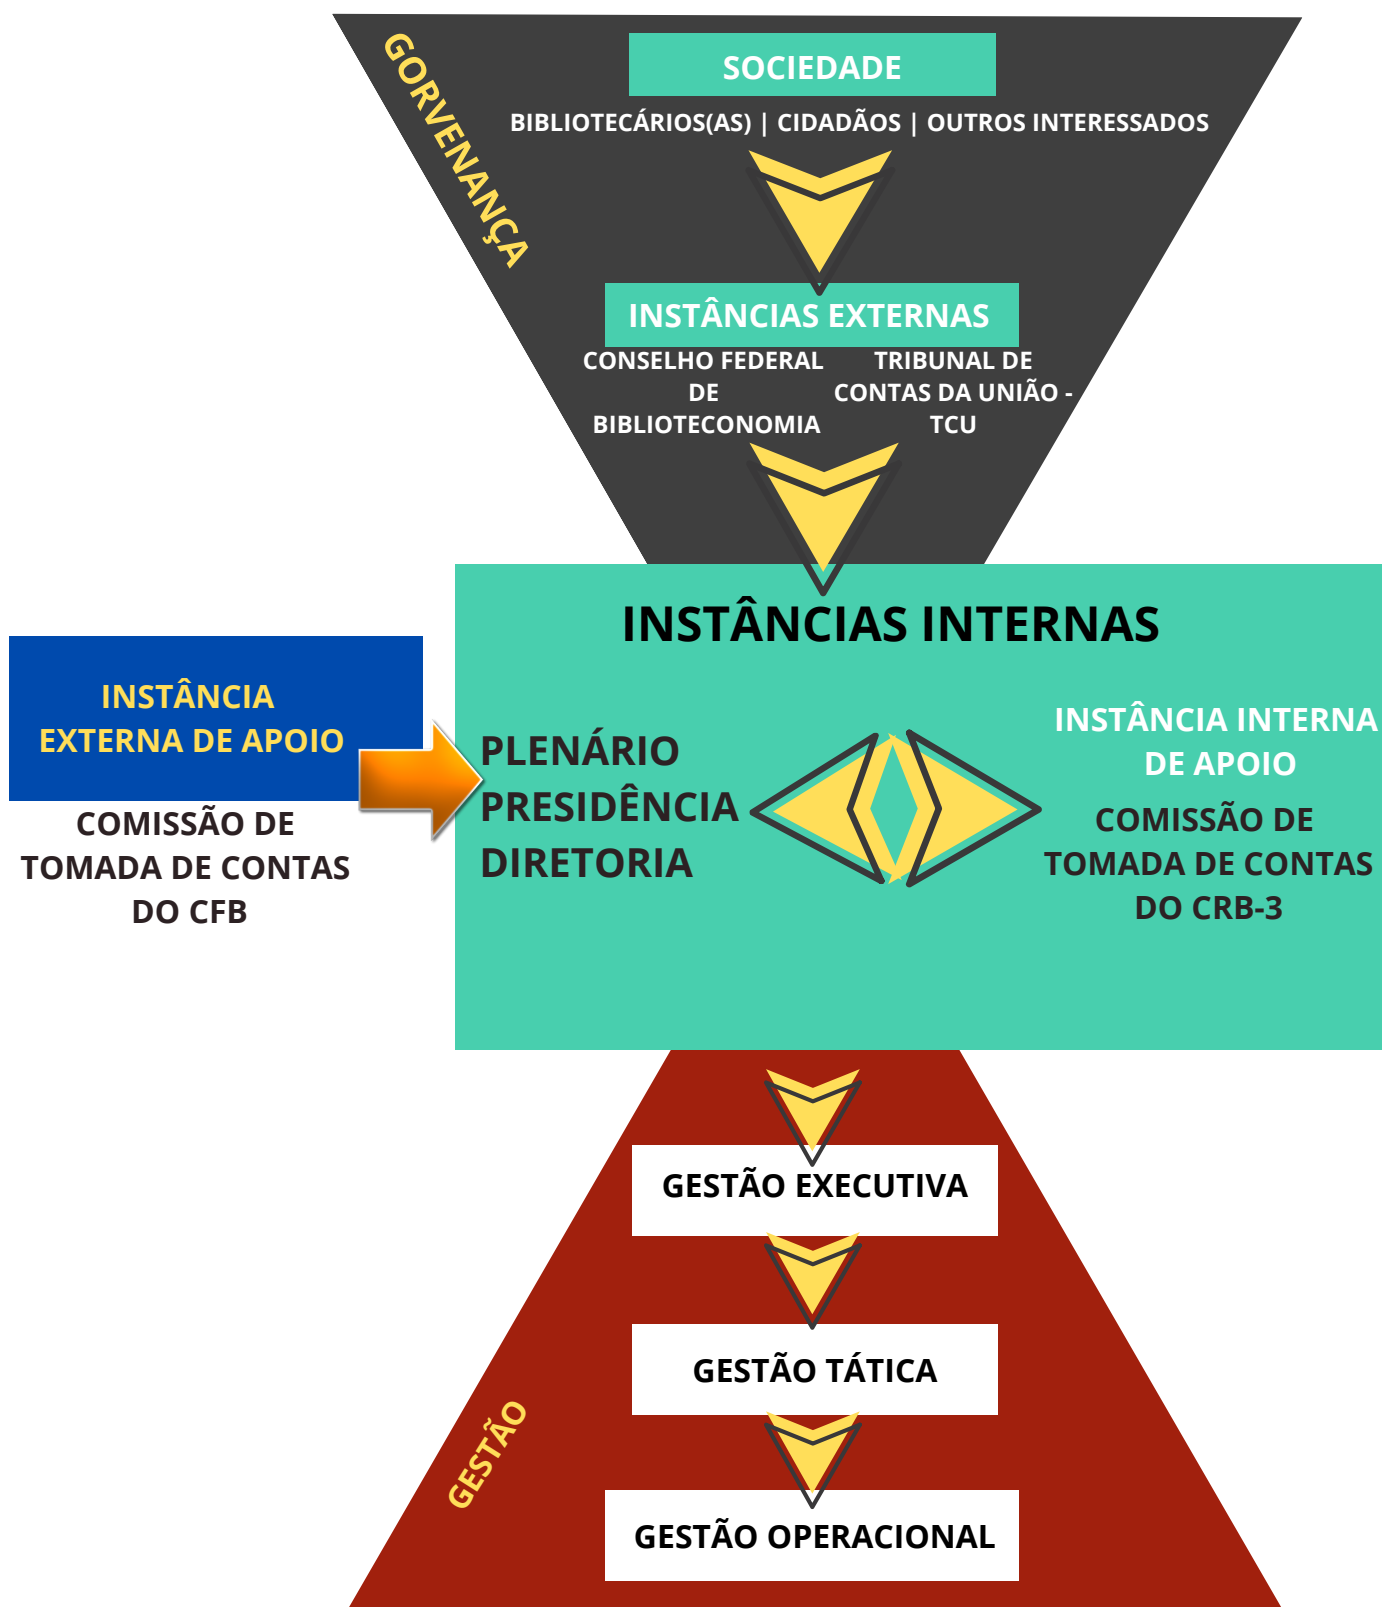 GORVENANÇA
SOCIEDADE
BIBLIOTECÁRIOS(AS) | CIDADÃOS | OUTROS INTERESSADOS
INSTÂNCIAS EXTERNAS
CONSELHO FEDERAL
DE
BIBLIOTECONOMIA
TRIBUNAL DE
CONTAS DA UNIÃO -
TCU
INSTÂNCIAS INTERNAS
INSTÂNCIA
EXTERNA DE APOIO
COMISSÃO DE
TOMADA DE CONTAS
DO CFB
PLENÁRIO
PRESIDÊNCIA
DIRETORIA
INSTÂNCIA INTERNA
DE APOIO
COMISSÃO DE
TOMADA DE CONTAS
DO CRB-3
GESTÃO EXECUTIVA
GESTÃO TÁTICA
GESTÃO
GESTÃO OPERACIONAL